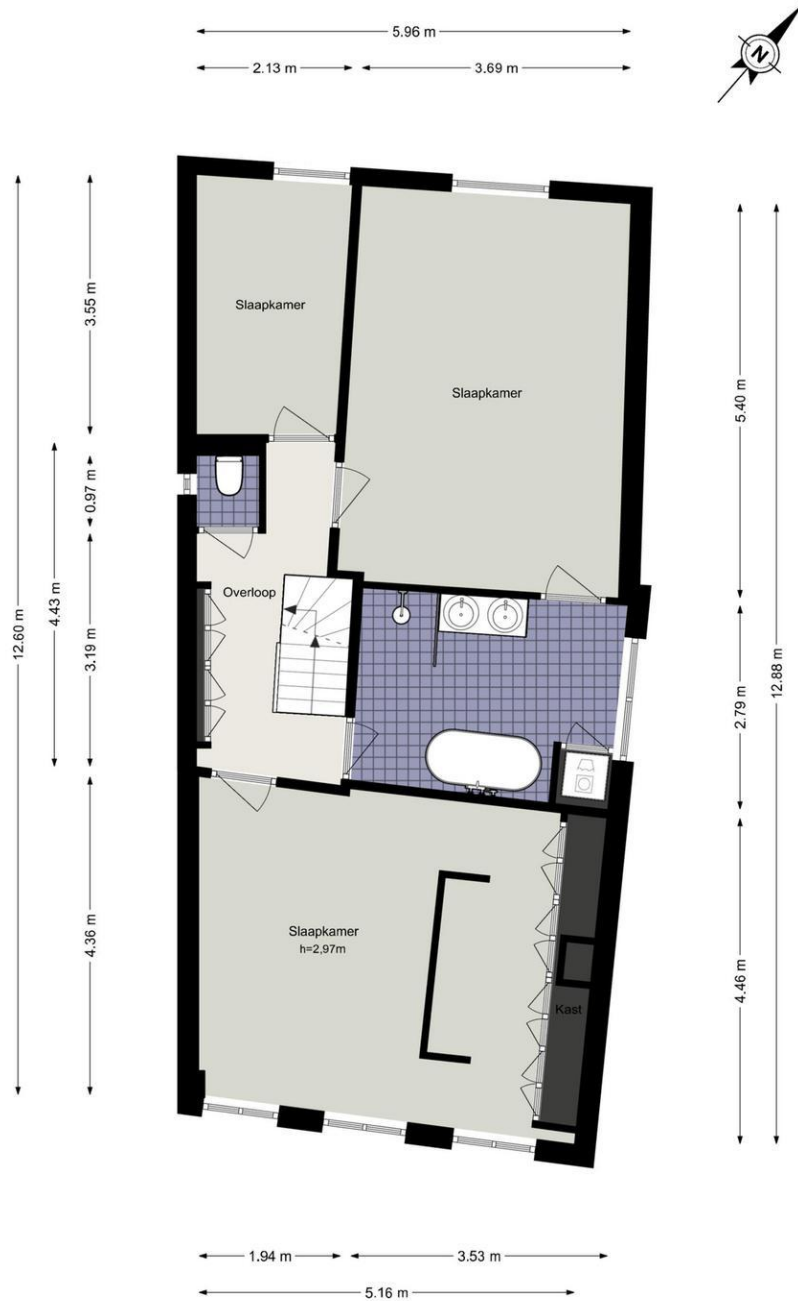 5.96 m
2.13 m
3.69 m
N
Slaapkamer
Slaapkamer
Overloop
Slaapkamer
h=2,97m
Kast
12.60 m
3.55 m
0.97 m
4.43 m
3.19 m
4.36 m
5.40 m
2.79 m
12.88 m
4.46 m
1.94 m
3.53 m
5.16 m